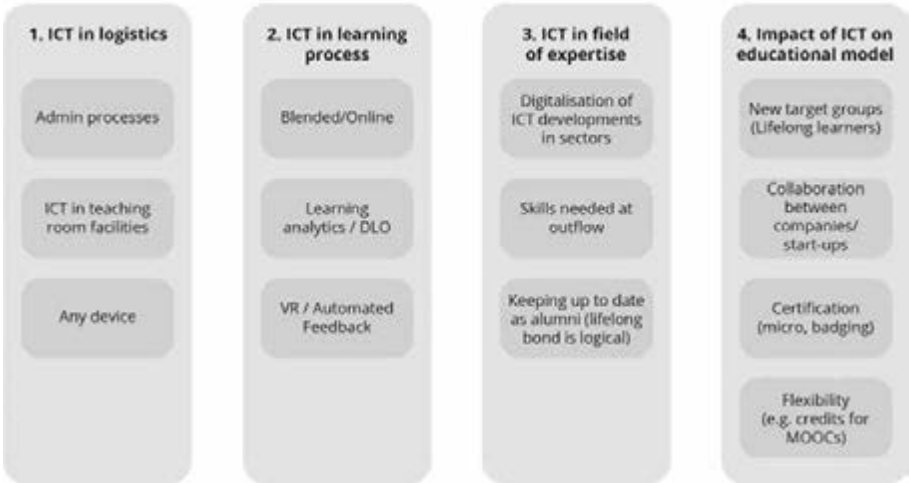 1. ICT in logistics
Admin processes
ICT in teaching
room facilities
Any device
2. ICT in learning
process
Blended/Online
Learning
analytics / DLO
VR / Automated
Feedback
3. ICT in field
of expertise
Digitalisation of
ICT developments
in sectors
Skills needed at
outflow
Keeping up to date
as alumni (lifelong
bond is logical)
4. Impact of ICT on
educational model
New target groups
(Lifelong learners)
Collaboration
between
companies/
start-ups
Certification
(micro, badging)
Flexibility
(e.g. credits for
MOOCs)